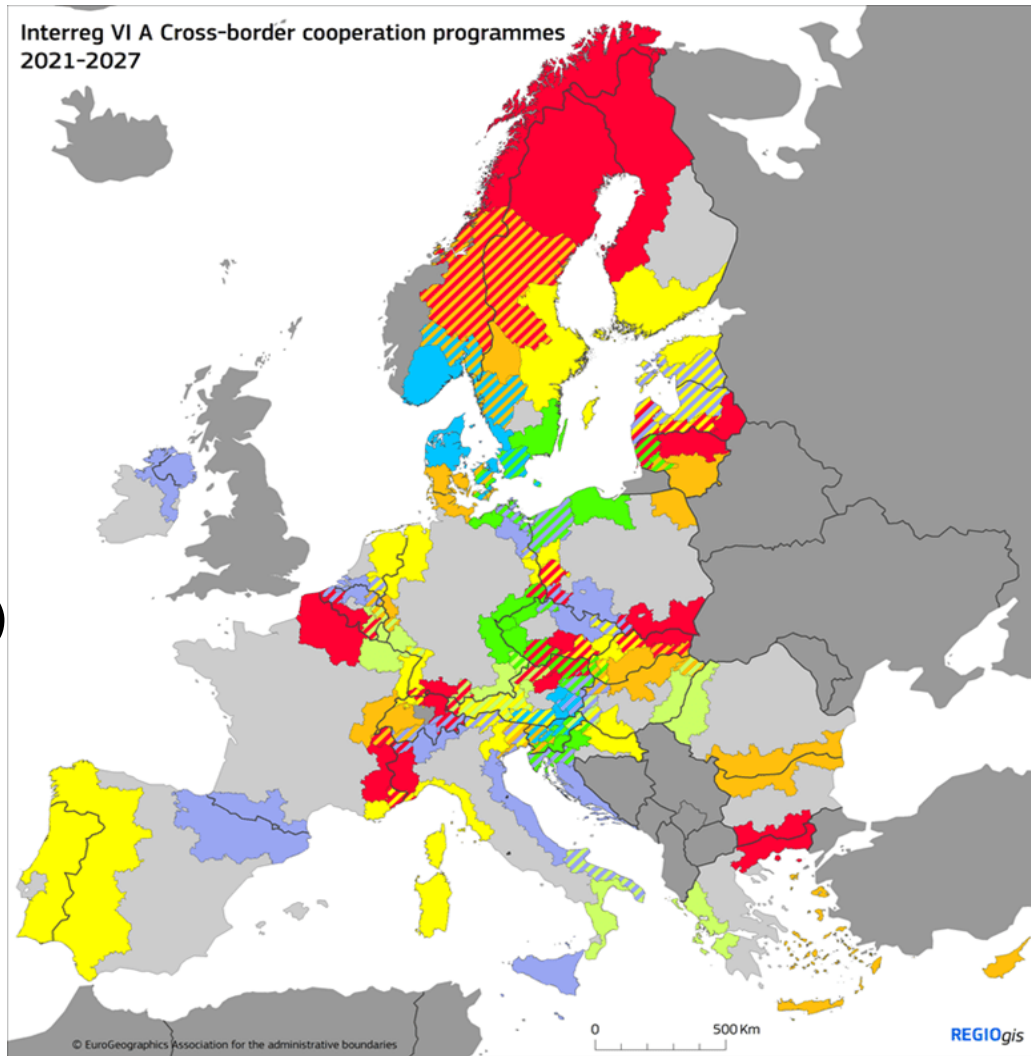 Interreg VI A Cross-border cooperation programmes
2021-2027
0 500 Km
REGIOgis
© EuroGeographics Association for the administrative boundaries